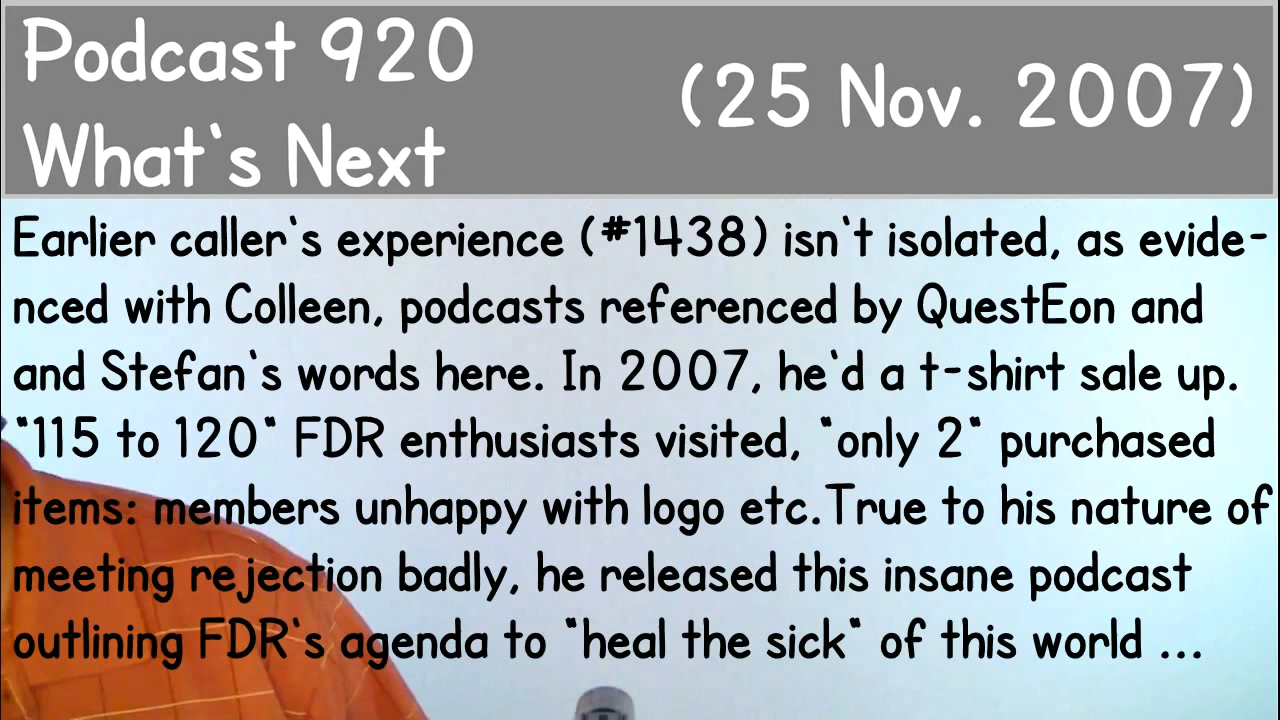 Podcast 920
What's Next
(25 Nov. 2007)
Earlier caller's experience (#1438) isn't isolated, as evide-
nced with Colleen, podcasts referenced by QuestEon and
and Stefan's words here. In 2007, he'd a t-shirt sale up.
"115 to 120" FDR enthusiasts visited, "only 2" purchased
items: members unhappy with logo etc.True to his nature of
meeting rejection badly, he released this insane podcast
outlining FDR's agenda to "heal the sick" of this world ...